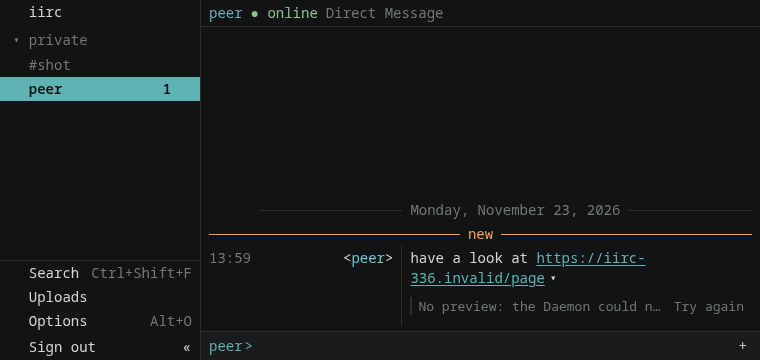 iirc
▾ private
#shot
peer 1
Search Ctrl+Shift+F
Uploads
Options Alt+O
Sign out «
peer ● online Direct Message
Monday, November 23, 2026
new
13:59 <peer> have a look at https://iirc-
336.invalid/page ▾
No preview: the Daemon could n… Try again
peer> +